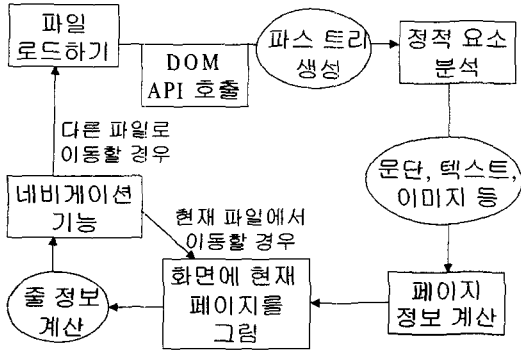 파일
로드하기
DOM
API 호출
파스 트리
생성
정적 요소
분석
다른 파일로
이동할 경우
문단, 텍스트,
이미지 등
네비게이션
기능
현재 파일에서
이동할 경우
줄 정보
계산
화면에 현재
페이지를
그림
페이지
정보 계산